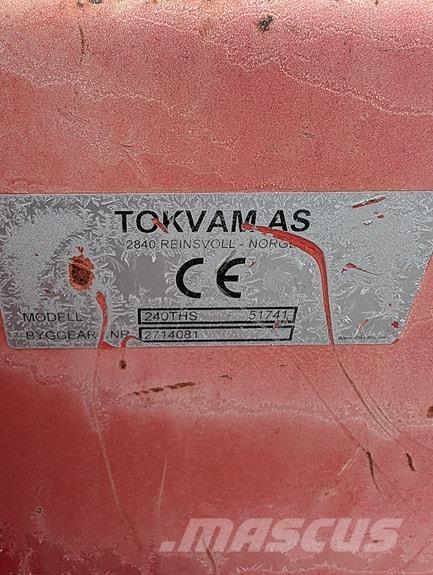 TOKVAM AS
2840 REINSVOLL - NORGE
CE
MODELL 240THS 51741
BYGGEAR NR. 2714081
MASCUS